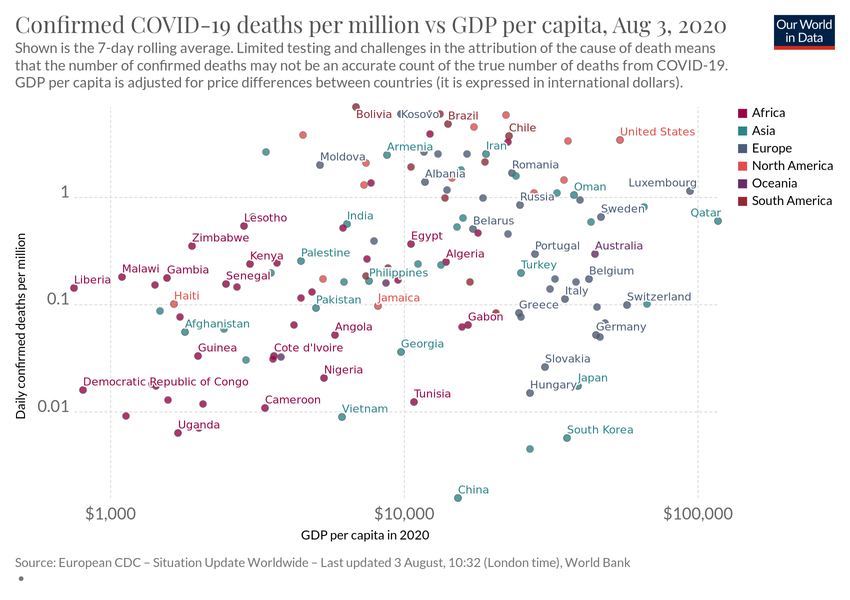 Confirmed COVID-19 deaths per million vs GDP per capita, Aug 3, 2020
Our World
in Data
Shown is the 7-day rolling average. Limited testing and challenges in the attribution of the cause of death means
that the number of confirmed deaths may not be an accurate count of the true number of deaths from COVID-19.
GDP per capita is adjusted for price differences between countries (it is expressed in international dollars).
Africa
Asia
Europe
North America
Oceania
South America
Daily confirmed deaths per million
1
0.1
0.01
Bolivia
Kosovo
Brazil
Chile
United States
Armenia
Iran
Moldova
Romania
Albania
Luxembourg
Oman
Russia
Sweden
Qatar
Lesotho
India
Belarus
Zimbabwe
Egypt
Portugal
Australia
Kenya
Palestine
Algeria
Malawi
Gambia
Senegal
Philippines
Turkey
Belgium
Liberia
Haiti
Pakistan
Jamaica
Italy
Switzerland
Greece
Gabon
Afghanistan
Angola
Germany
Guinea
Cote d'Ivoire
Georgia
Slovakia
Democratic Republic of Congo
Nigeria
Hungary
Japan
Cameroon
Tunisia
Vietnam
Uganda
South Korea
China
$1,000
$10,000
$100,000
GDP per capita in 2020
Source: European CDC – Situation Update Worldwide – Last updated 3 August, 10:32 (London time), World Bank